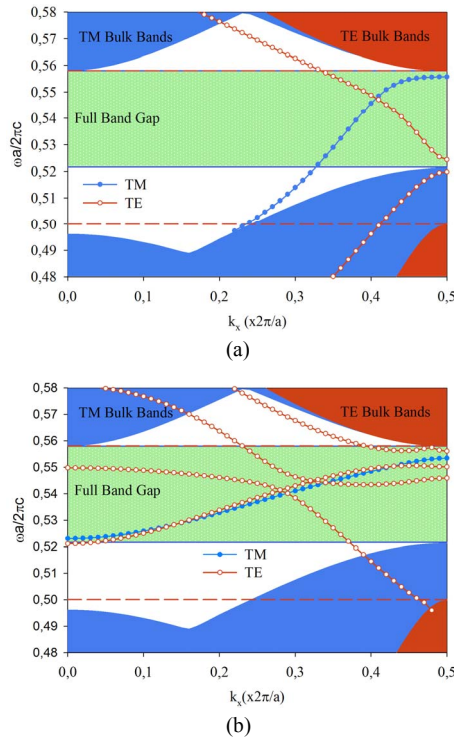 0,58
0,57
0,56
0,55
0,54
0,53
0,52
0,51
0,50
0,49
0,48
ωa/2πc
TM Bulk Bands
TE Bulk Bands
Full Band Gap
TM
TE
0,0 0,1 0,2 0,3 0,4 0,5
kx (x2π/a)
(a)
0,58
0,57
0,56
0,55
0,54
0,53
0,52
0,51
0,50
0,49
0,48
ωa/2πc
TM Bulk Bands
TE Bulk Bands
Full Band Gap
TM
TE
0,0 0,1 0,2 0,3 0,4 0,5
kx(x2π/a)
(b)